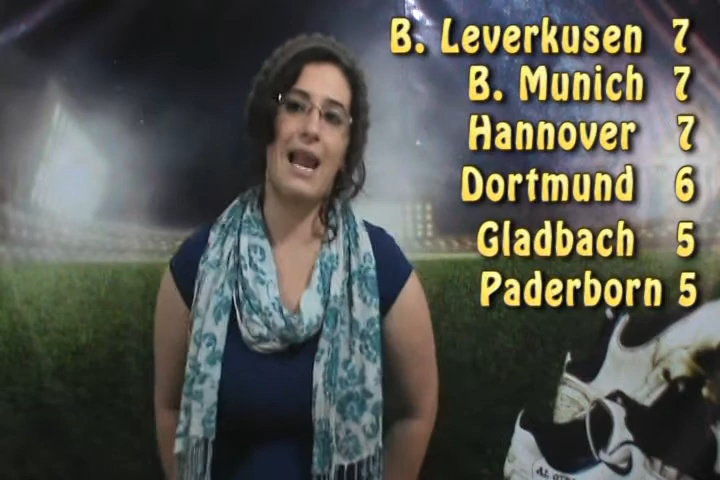 B. Leverkusen 7
B. Munich 7
Hannover 7
Dortmund 6
Gladbach 5
Paderborn 5